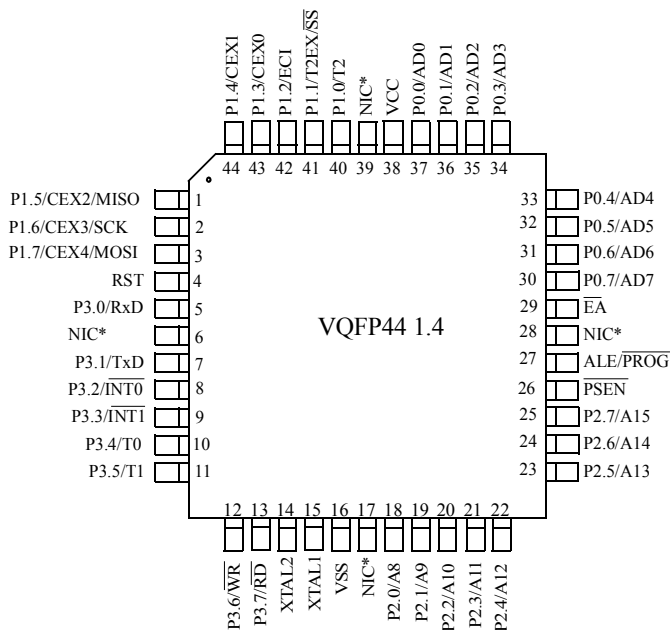 P1.4/CEX1
P1.3/CEX0
P1.2/ECI
P1.1/T2EX/S̅S̅
P1.0/T2
NIC*
VCC
P0.0/AD0
P0.1/AD1
P0.2/AD2
P0.3/AD3
44 43 42 41 40 39 38 37 36 35 34
P1.5/CEX2/MISO 1
P1.6/CEX3/SCK 2
P1.7/CEX4/MOSI 3
RST 4
P3.0/RxD 5
NIC* 6
P3.1/TxD 7
P3.2/I̅N̅T̅0̅ 8
P3.3/I̅N̅T̅1̅ 9
P3.4/T0 10
P3.5/T1 11
VQFP44 1.4
33 P0.4/AD4
32 P0.5/AD5
31 P0.6/AD6
30 P0.7/AD7
29 E̅A̅
28 NIC*
27 ALE/P̅R̅O̅G̅
26 P̅S̅E̅N̅
25 P2.7/A15
24 P2.6/A14
23 P2.5/A13
12 13 14 15 16 17 18 19 20 21 22
P3.6/W̅R̅
P3.7/R̅D̅
XTAL2
XTAL1
VSS
NIC*
P2.0/A8
P2.1/A9
P2.2/A10
P2.3/A11
P2.4/A12